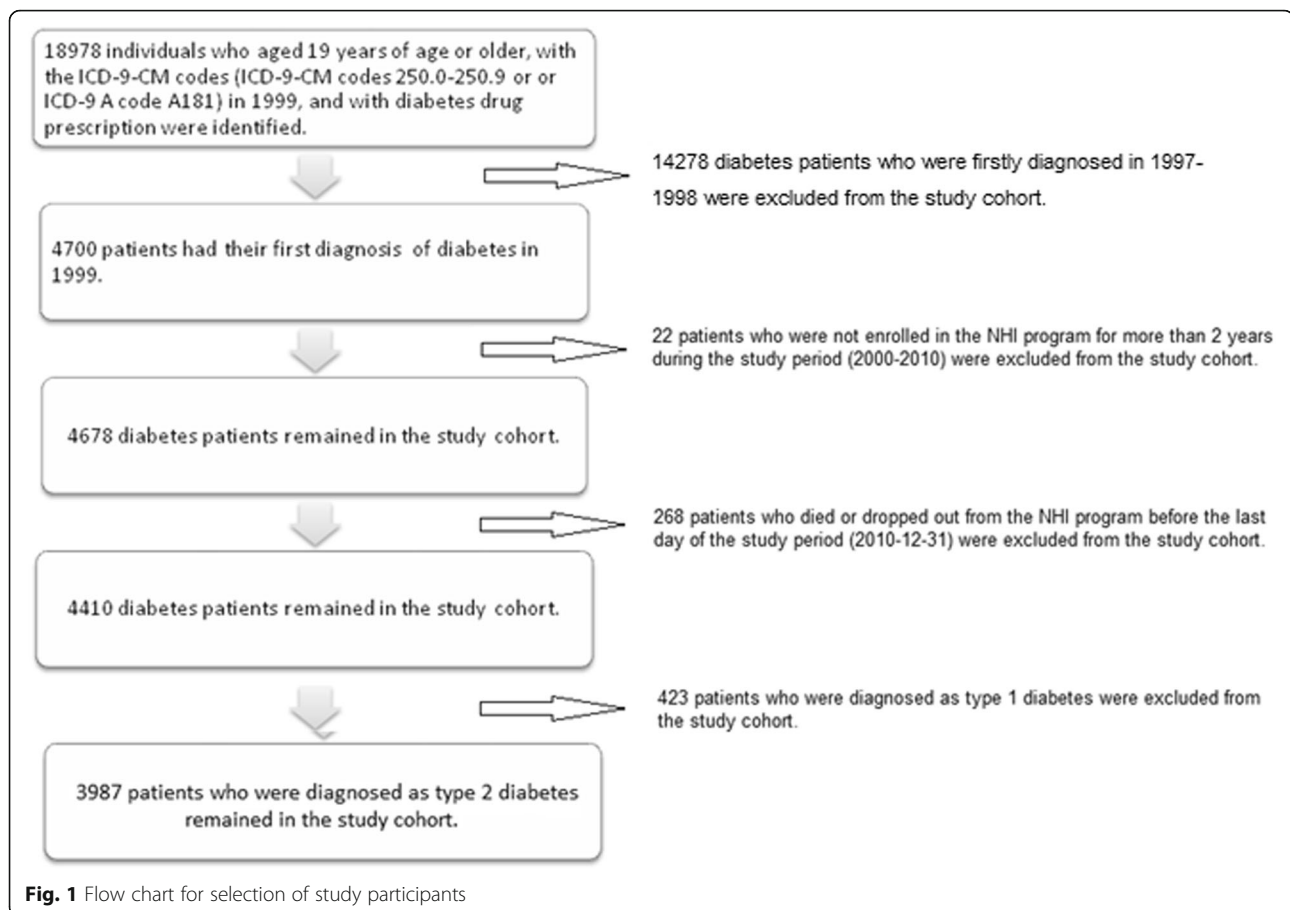 18978 individuals who aged 19 years of age or older, with
the ICD-9-CM codes (ICD-9-CM codes 250.0-250.9 or or
ICD-9 A code A181) in 1999, and with diabetes drug
prescription were identified.
14278 diabetes patients who were firstly diagnosed in 1997-
1998 were excluded from the study cohort.
4700 patients had their first diagnosis of diabetes in
1999.
22 patients who were not enrolled in the NHI program for more than 2 years
during the study period (2000-2010) were excluded from the study cohort.
4678 diabetes patients remained in the study cohort.
268 patients who died or dropped out from the NHI program before the last
day of the study period (2010-12-31) were excluded from the study cohort.
4410 diabetes patients remained in the study cohort.
423 patients who were diagnosed as type 1 diabetes were excluded from
the study cohort.
3987 patients who were diagnosed as type 2 diabetes
remained in the study cohort.
Fig. 1 Flow chart for selection of study participants